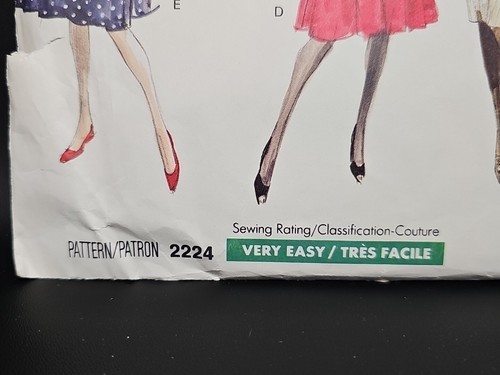 E
D
Sewing Rating/Classification-Couture
PATTERN/PATRON 2224
VERY EASY / TRÈS FACILE